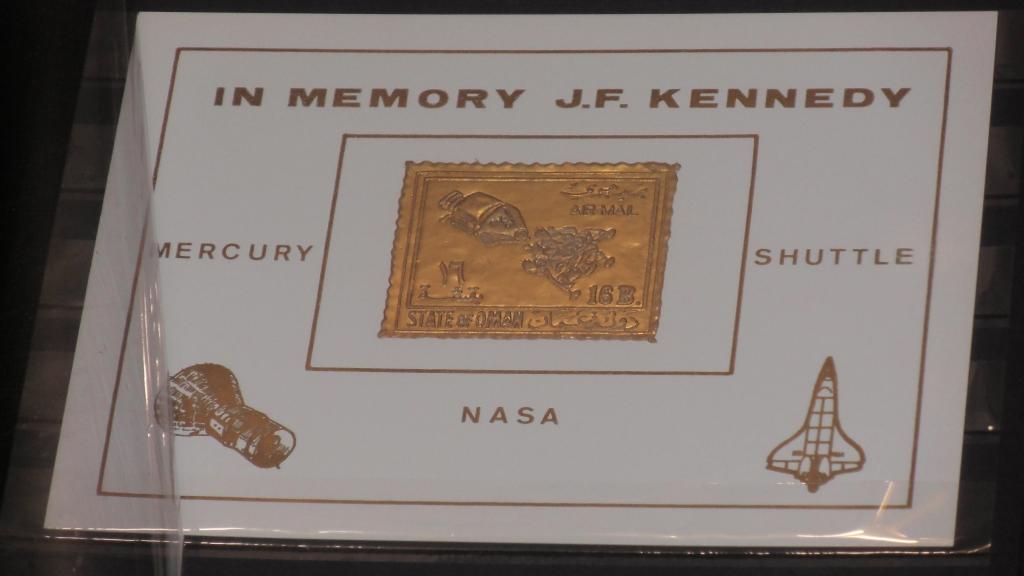 IN MEMORY J.F. KENNEDY
AIR MAIL
MERCURY
SHUTTLE
١٦
16 B.
STATE OF OMAN دولة عمان
NASA